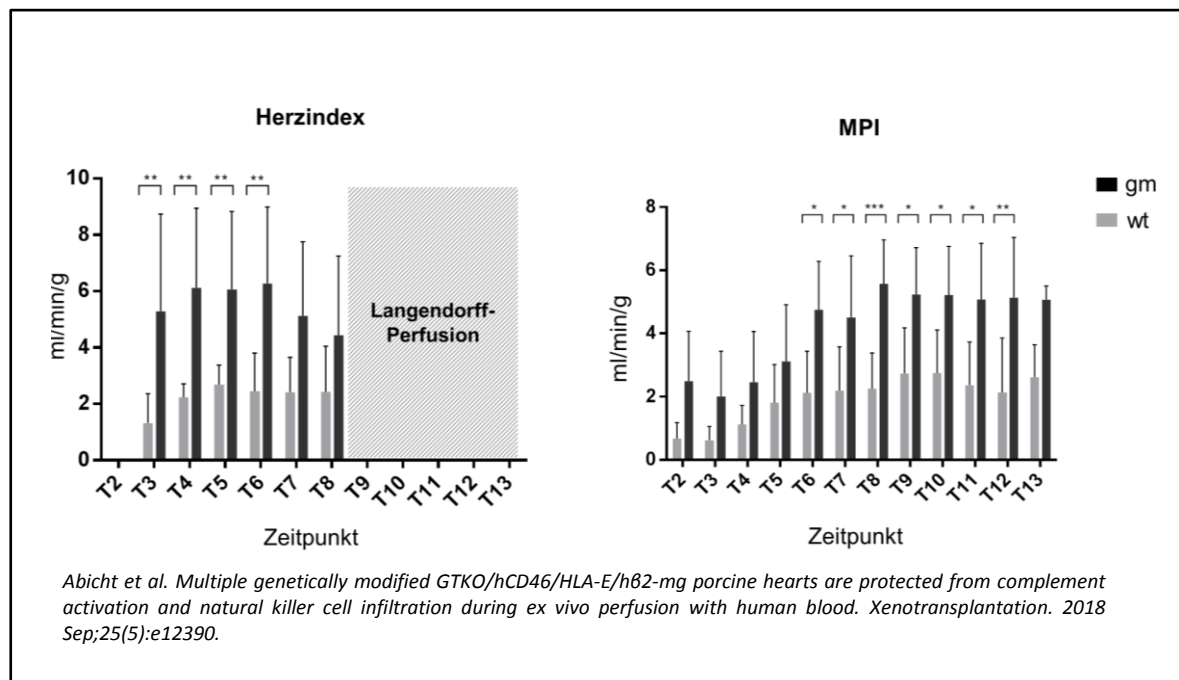 Herzindex
ml/min/g
10
8
6
4
2
0
** ** ** **
Langendorff-
Perfusion
T2 T3 T4 T5 T6 T7 T8 T9 T10 T11 T12 T13
Zeitpunkt
MPI
ml/min/g
8
6
4
2
0
* * *** * * * **
T2 T3 T4 T5 T6 T7 T8 T9 T10 T11 T12 T13
Zeitpunkt
gm
wt
Abicht et al. Multiple genetically modified GTKO/hCD46/HLA-E/hβ2-mg porcine hearts are protected from complement
activation and natural killer cell infiltration during ex vivo perfusion with human blood. Xenotransplantation. 2018
Sep;25(5):e12390.